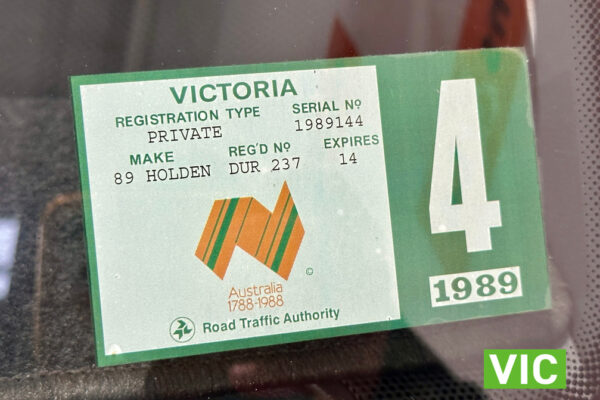 VICTORIA
REGISTRATION TYPE SERIAL Nº
PRIVATE 1989144
MAKE REG'D Nº EXPIRES
89 HOLDEN DUR 237 14
Australia
1788-1988
©
Road Traffic Authority
4
1989
VIC